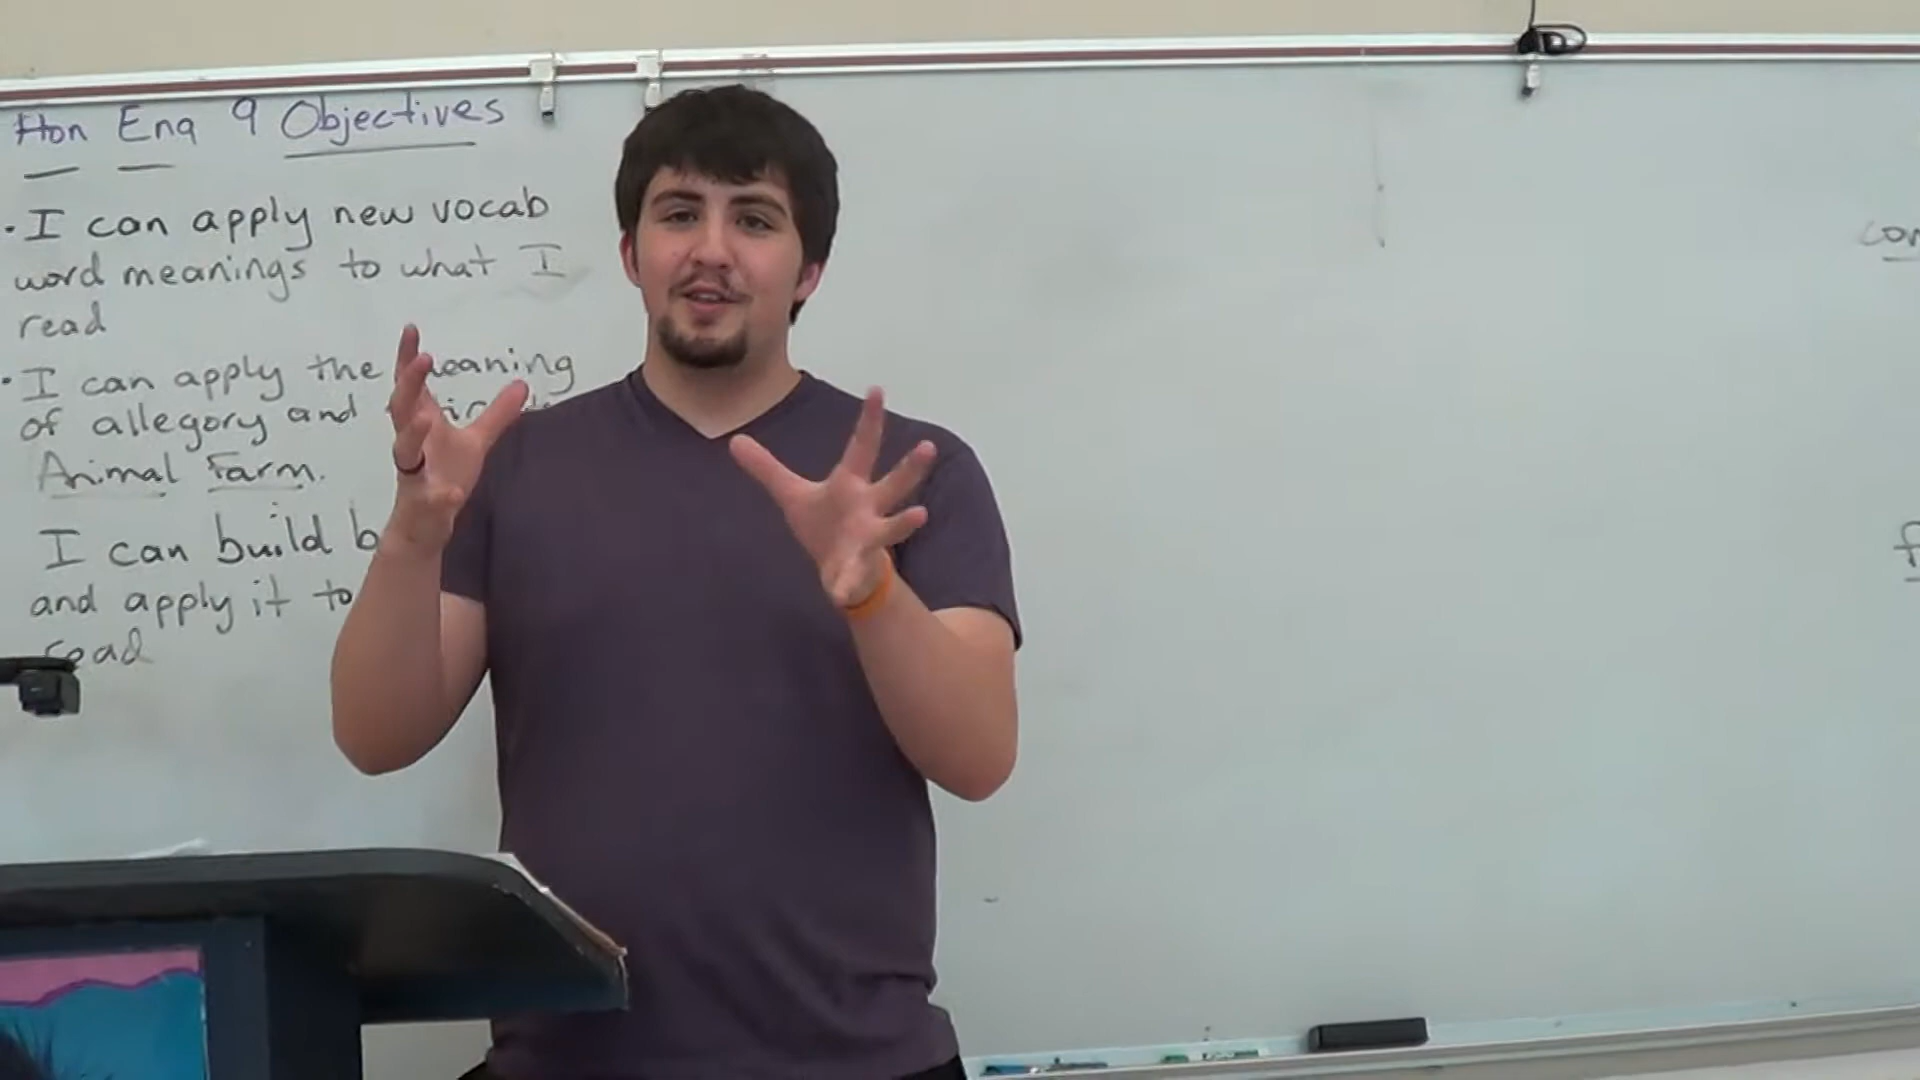 Hon Eng 9 Objectives
• I can apply new vocab
word meanings to what I
read
• I can apply the meaning
of allegory and
Animal Farm.
I can build
and apply it to
read